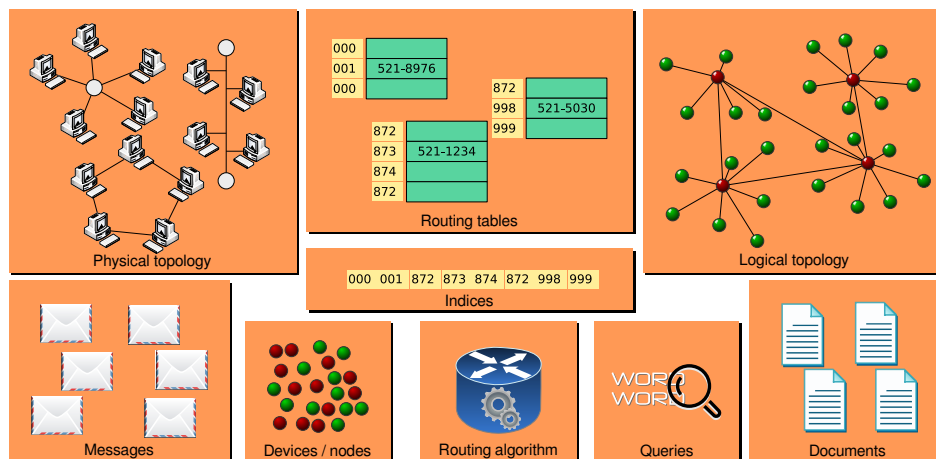 Physical topology
000
001 521-8976
000
872
998 521-5030
999
872
873 521-1234
874
872
Routing tables
Logical topology
000 001 872 873 874 872 998 999
Indices
Messages
Devices / nodes
Routing algorithm
WORD
WORD
Queries
Documents